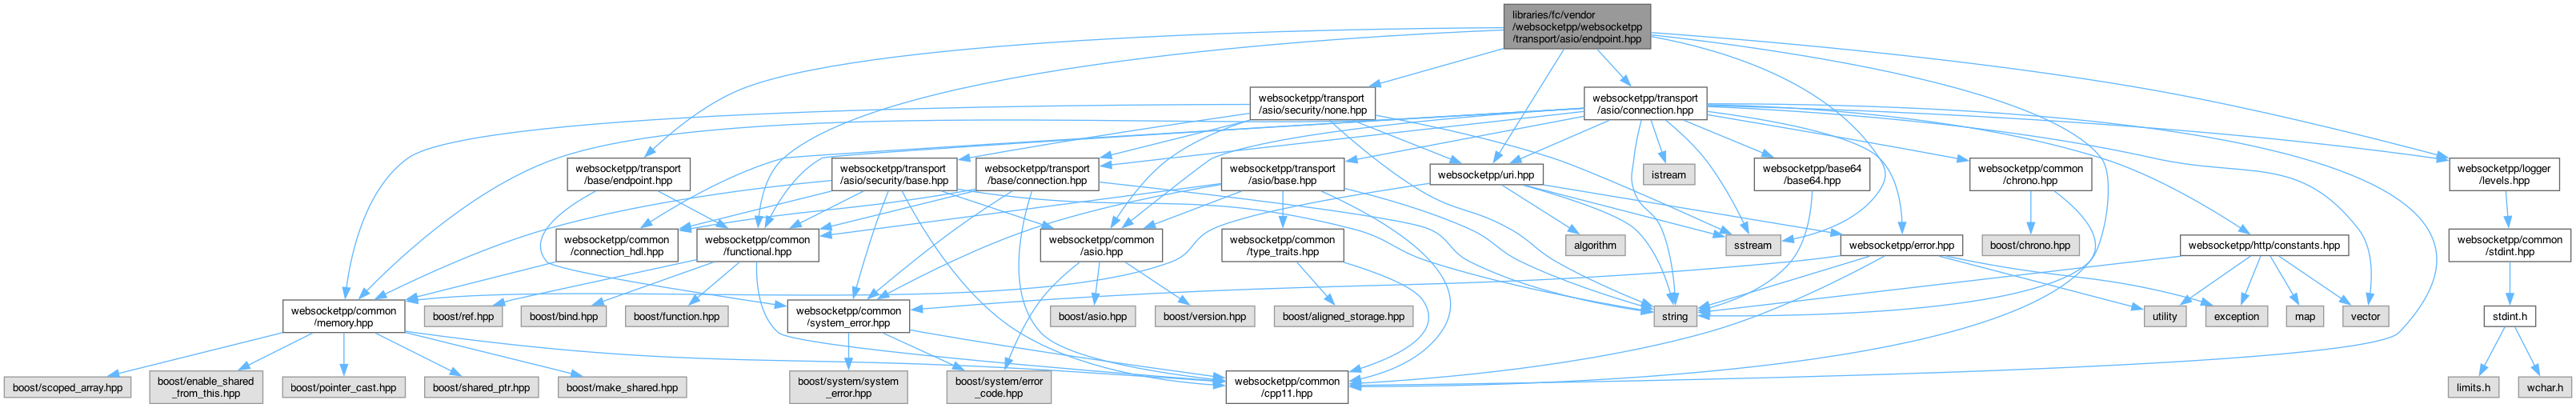 libraries/fc/vendor
/websocketpp/websocketpp
/transport/asio/endpoint.hpp
websocketpp/transport
/asio/security/none.hpp
websocketpp/transport
/asio/connection.hpp
websocketpp/transport
/base/endpoint.hpp
websocketpp/transport
/asio/security/base.hpp
websocketpp/transport
/base/connection.hpp
websocketpp/transport
/asio/base.hpp
websocketpp/uri.hpp
istream
websocketpp/base64
/base64.hpp
websocketpp/common
/chrono.hpp
websocketpp/logger
/levels.hpp
websocketpp/common
/connection_hdl.hpp
websocketpp/common
/functional.hpp
websocketpp/common
/asio.hpp
websocketpp/common
/type_traits.hpp
algorithm
sstream
websocketpp/error.hpp
boost/chrono.hpp
websocketpp/http/constants.hpp
websocketpp/common
/stdint.hpp
websocketpp/common
/memory.hpp
boost/ref.hpp
boost/bind.hpp
boost/function.hpp
websocketpp/common
/system_error.hpp
boost/asio.hpp
boost/version.hpp
boost/aligned_storage.hpp
string
utility
exception
map
vector
stdint.h
boost/scoped_array.hpp
boost/enable_shared
_from_this.hpp
boost/pointer_cast.hpp
boost/shared_ptr.hpp
boost/make_shared.hpp
boost/system/system
_error.hpp
boost/system/error
_code.hpp
websocketpp/common
/cpp11.hpp
limits.h
wchar.h